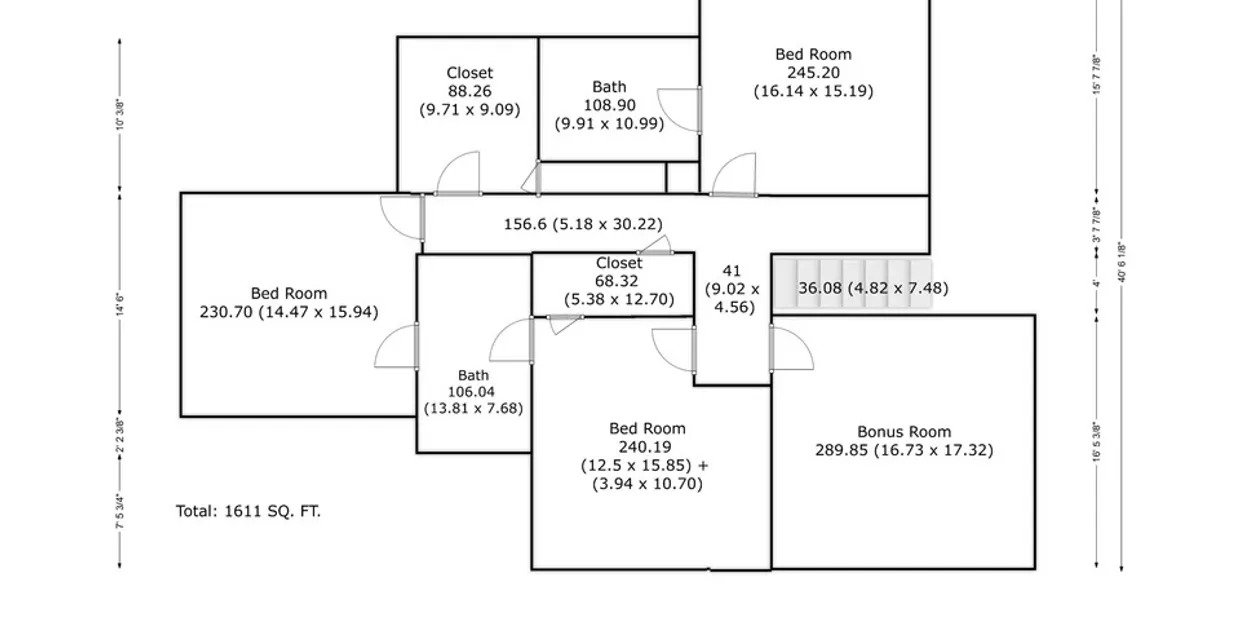 Bed Room
245.20
(16.14 x 15.19)
Closet
88.26
(9.71 x 9.09)
Bath
108.90
(9.91 x 10.99)
156.6 (5.18 x 30.22)
Closet
68.32
(5.38 x 12.70)
41
(9.02 x
4.56)
36.08 (4.82 x 7.48)
Bed Room
230.70 (14.47 x 15.94)
Bath
106.04
(13.81 x 7.68)
Bed Room
240.19
(12.5 x 15.85) +
(3.94 x 10.70)
Bonus Room
289.85 (16.73 x 17.32)
Total: 1611 SQ. FT.
10' 3/8"
14' 6"
2' 2 3/8"
7' 5 3/4"
15' 7 7/8"
3' 7 7/8"
4'
16' 5 3/8"
40' 6 1/8"